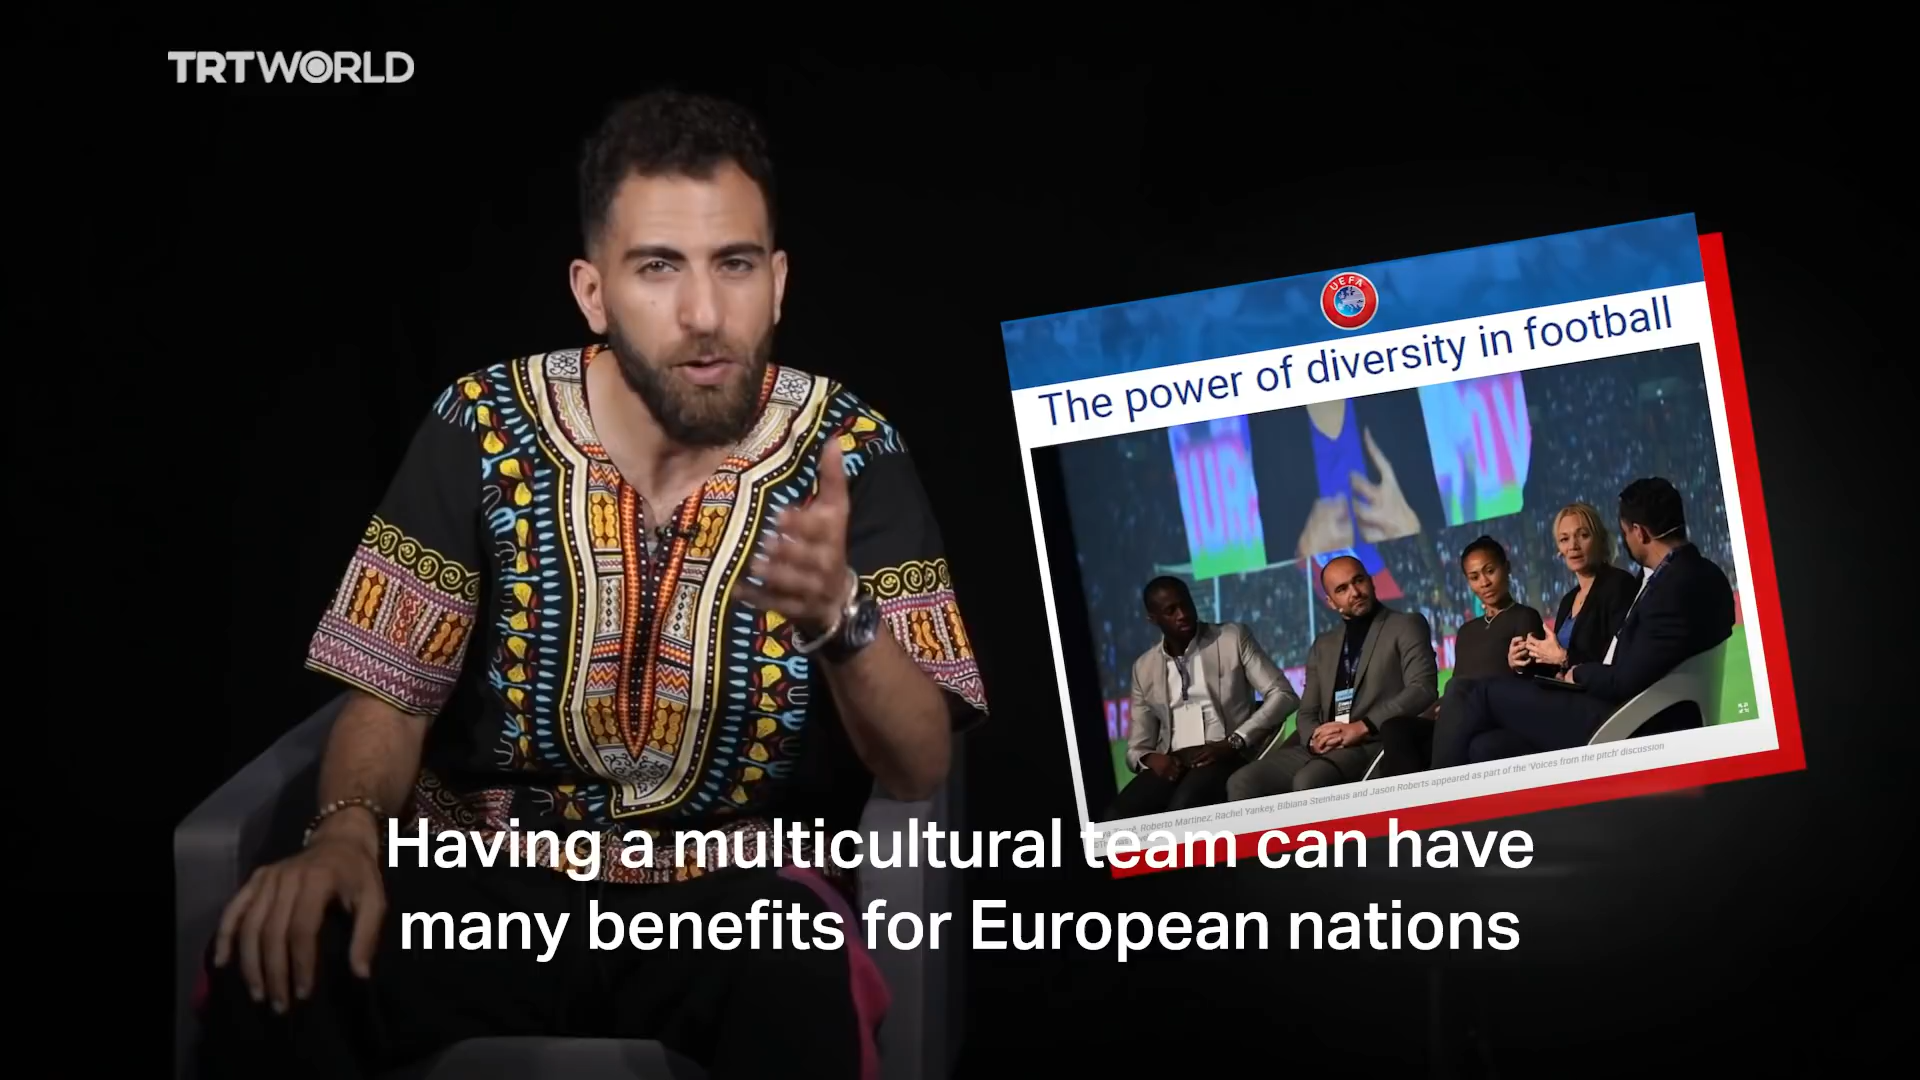 TRTWORLD
UEFA
The power of diversity in football
Roberto Martínez, Rachel Yankey, Bibiana Steinhaus and Jason Roberts appeared as part of the 'Voices from the pitch' discussion
Having a multicultural team can have
many benefits for European nations